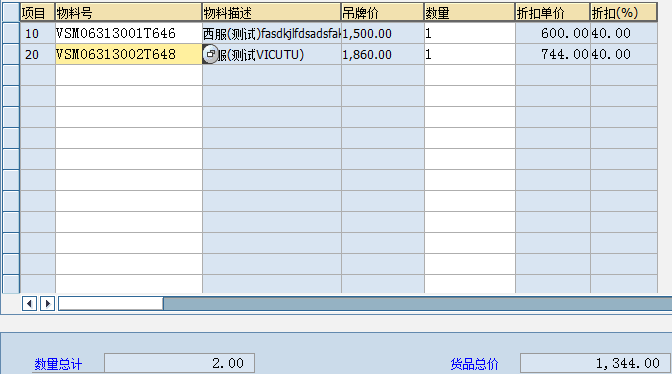 项目 物料号 物料描述 吊牌价 数量 折扣单价 折扣(%)
10 VSM06313001T646 西服(测试)fasdkjlfdsadsfak 1,500.00 1 600.00 40.00
20 VSM06313002T648 服(测试VICUTU) 1,860.00 1 744.00 40.00
数量总计 2.00 货品总价 1,344.00